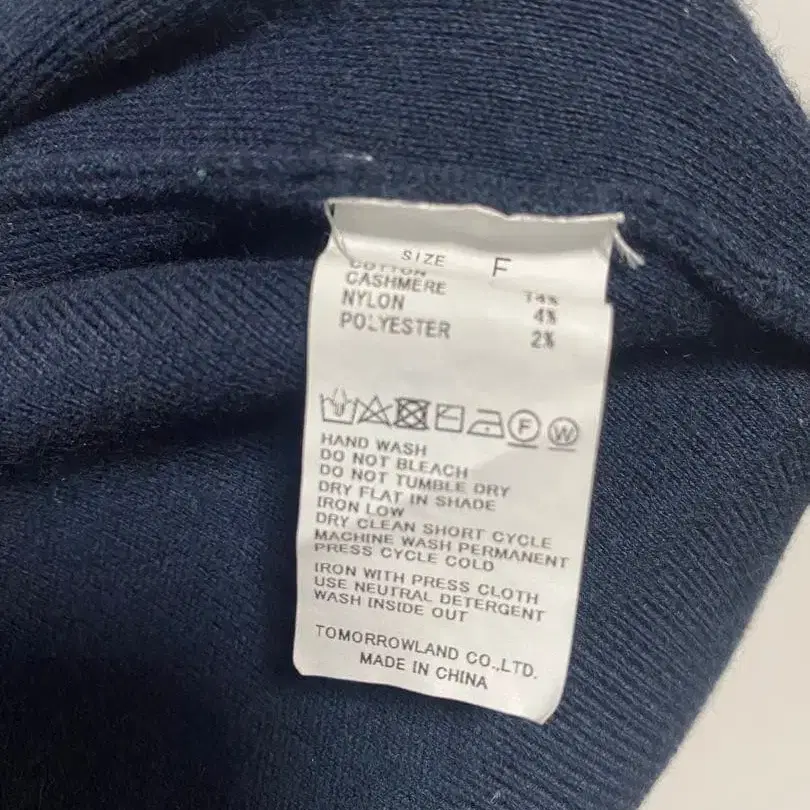 SIZE F
COTTON
CASHMERE 14%
NYLON 4%
POLYESTER 2%
F W
HAND WASH
DO NOT BLEACH
DO NOT TUMBLE DRY
DRY FLAT IN SHADE
IRON LOW
DRY CLEAN SHORT CYCLE
MACHINE WASH PERMANENT
PRESS CYCLE COLD
IRON WITH PRESS CLOTH
USE NEUTRAL DETERGENT
WASH INSIDE OUT
TOMORROWLAND CO.,LTD.
MADE IN CHINA